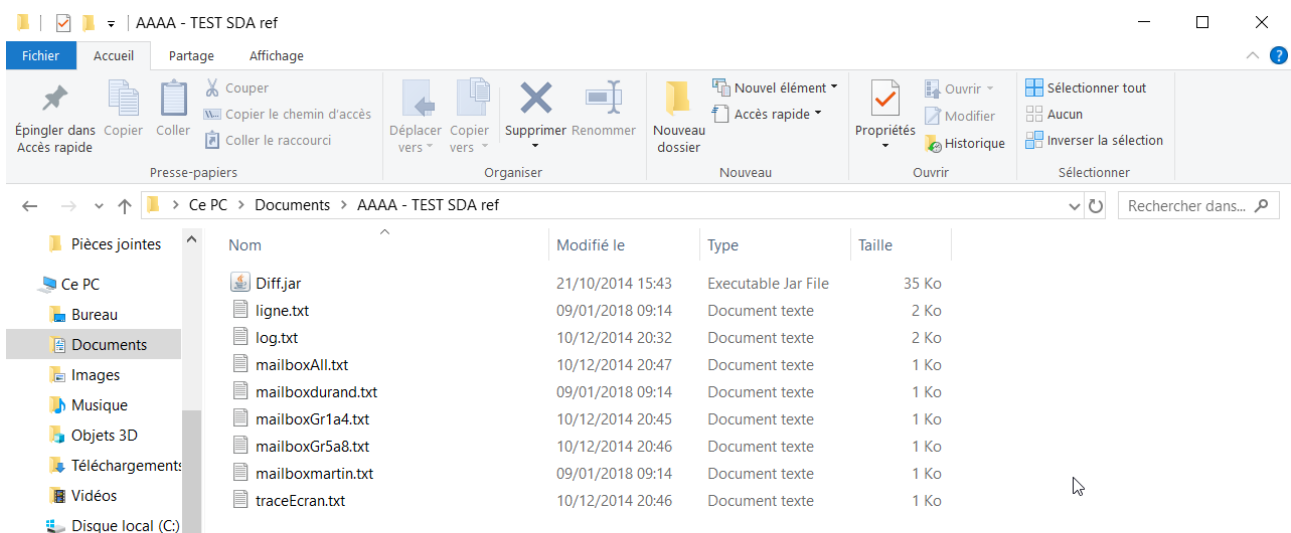 AAAA - TEST SDA ref
Fichier Accueil Partage Affichage
Épingler dans Accès rapide
Copier
Coller
Couper
Copier le chemin d'accès
Coller le raccourci
Presse-papiers
Déplacer vers
Copier vers
Supprimer
Renommer
Organiser
Nouveau dossier
Nouvel élément
Accès rapide
Nouveau
Propriétés
Ouvrir
Modifier
Historique
Ouvrir
Sélectionner tout
Aucun
Inverser la sélection
Sélectionner
> Ce PC > Documents > AAAA - TEST SDA ref
Rechercher dans...
Pièces jointes
Ce PC
Bureau
Documents
Images
Musique
Objets 3D
Téléchargements
Vidéos
Disque local (C:)
Nom Modifié le Type Taille
Diff.jar 21/10/2014 15:43 Executable Jar File 35 Ko
ligne.txt 09/01/2018 09:14 Document texte 2 Ko
log.txt 10/12/2014 20:32 Document texte 2 Ko
mailboxAll.txt 10/12/2014 20:47 Document texte 1 Ko
mailboxdurand.txt 09/01/2018 09:14 Document texte 1 Ko
mailboxGr1a4.txt 10/12/2014 20:45 Document texte 1 Ko
mailboxGr5a8.txt 10/12/2014 20:46 Document texte 1 Ko
mailboxmartin.txt 09/01/2018 09:14 Document texte 1 Ko
traceEcran.txt 10/12/2014 20:46 Document texte 1 Ko